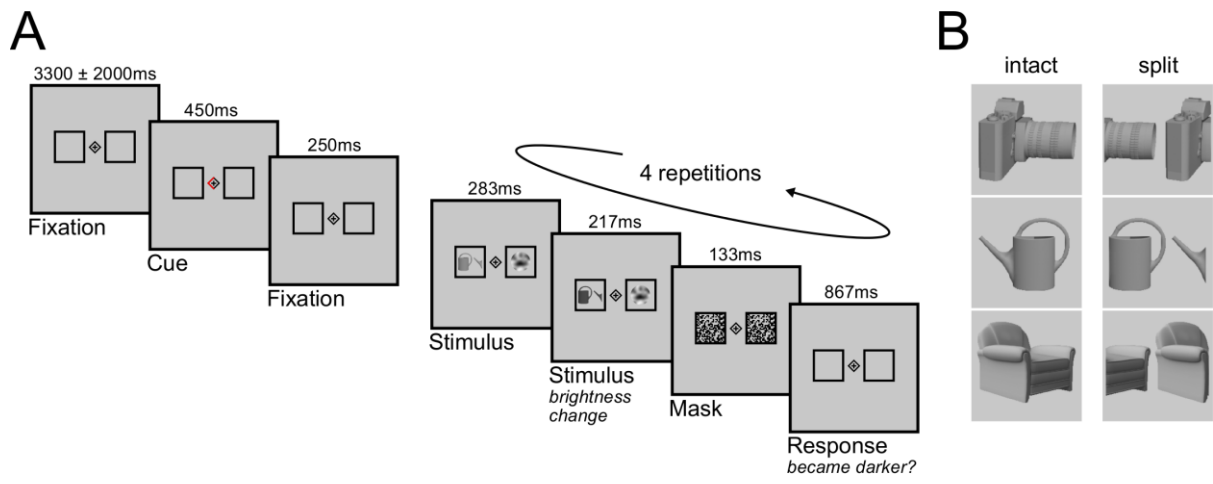 A
3300 ± 2000ms
Fixation
450ms
Cue
250ms
Fixation
4 repetitions
283ms
Stimulus
217ms
Stimulus
brightness
change
133ms
Mask
867ms
Response
became darker?
B
intact
split